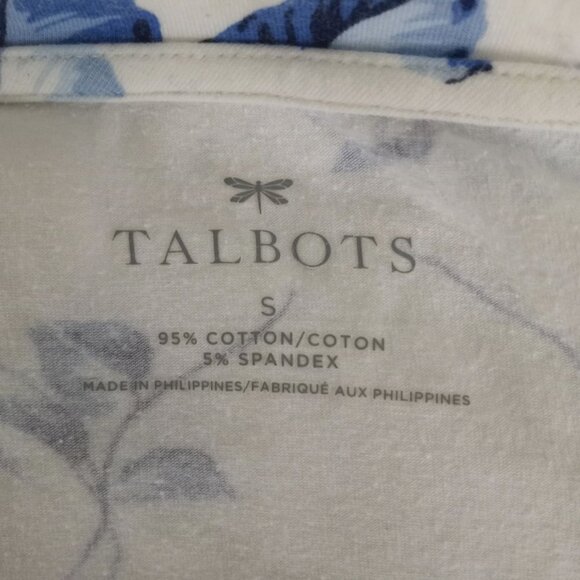 TALBOTS
S
95% COTTON/COTON
5% SPANDEX
MADE IN PHILIPPINES/FABRIQUÉ AUX PHILIPPINES